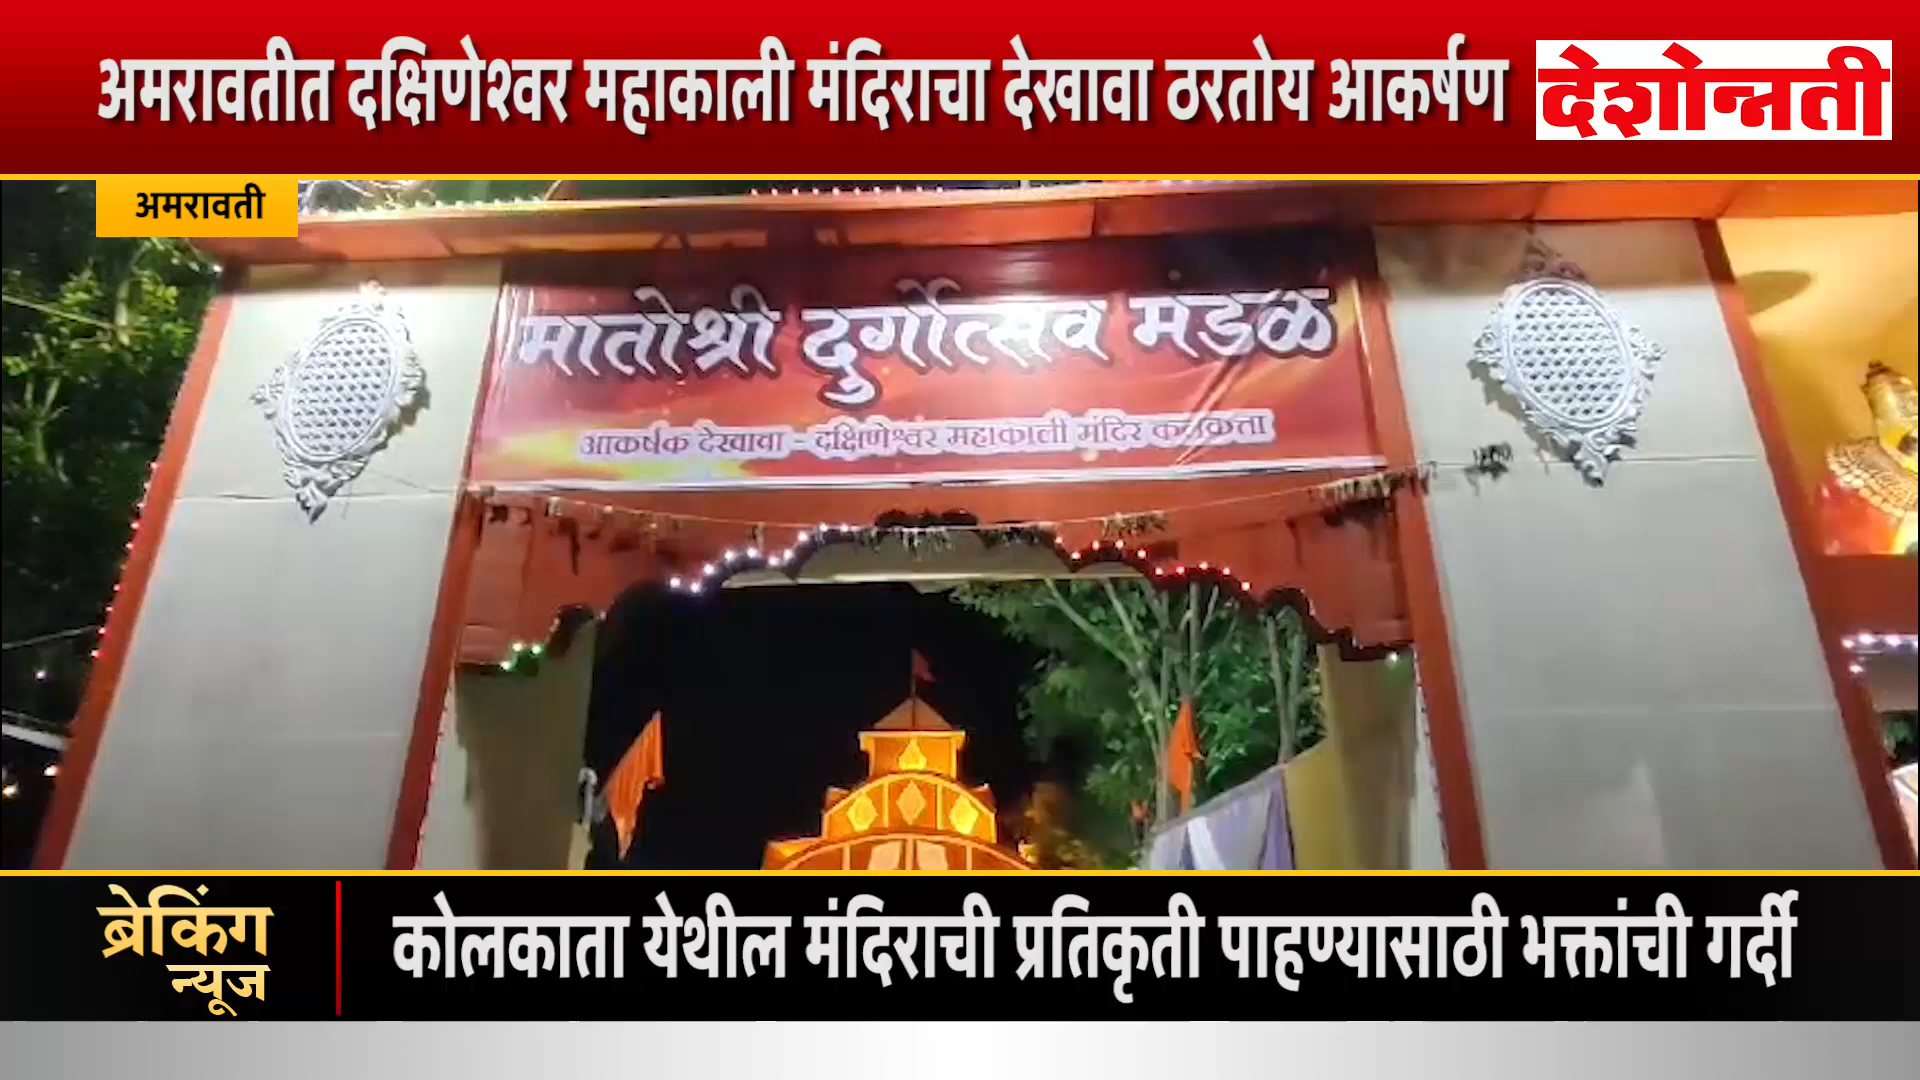 अमरावतीत दक्षिणेश्वर महाकाली मंदिराचा देखावा ठरतोय आकर्षण
देशोन्नती
अमरावती
मातोश्री दुर्गोत्सव मंडळ
आकर्षक देखावा - दक्षिणेश्वर महाकाली मंदिर कलकत्ता
ब्रेकिंग
न्यूज
कोलकाता येथील मंदिराची प्रतिकृती पाहण्यासाठी भक्तांची गर्दी